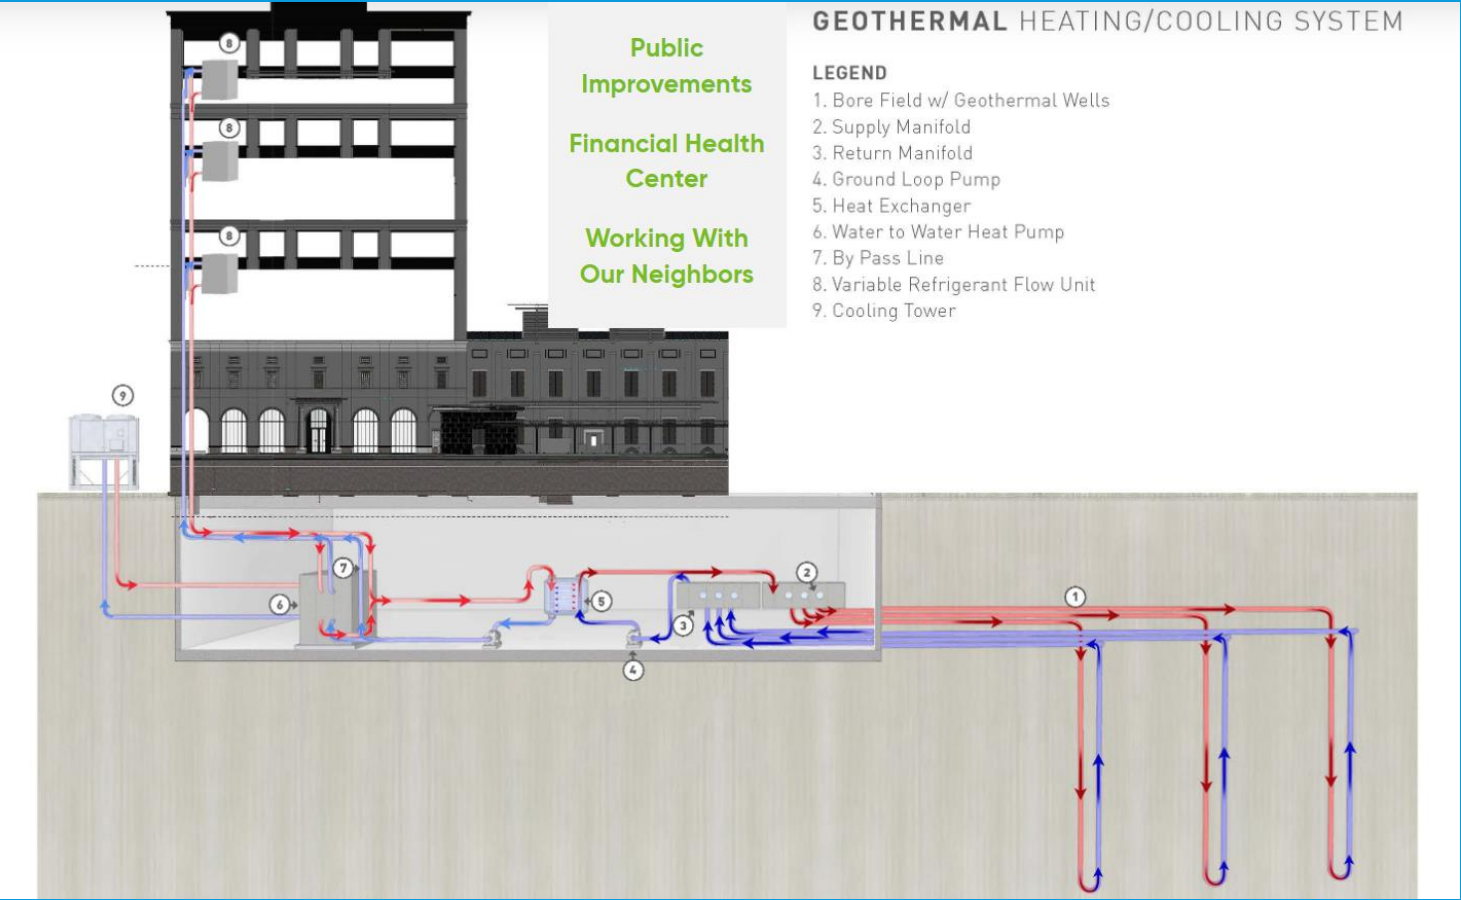 GEOTHERMAL HEATING/COOLING SYSTEM
Public
Improvements
Financial Health
Center
Working With
Our Neighbors
LEGEND
1. Bore Field w/ Geothermal Wells
2. Supply Manifold
3. Return Manifold
4. Ground Loop Pump
5. Heat Exchanger
6. Water to Water Heat Pump
7. By Pass Line
8. Variable Refrigerant Flow Unit
9. Cooling Tower
8
8
8
9
7
6
5
2
3
4
1